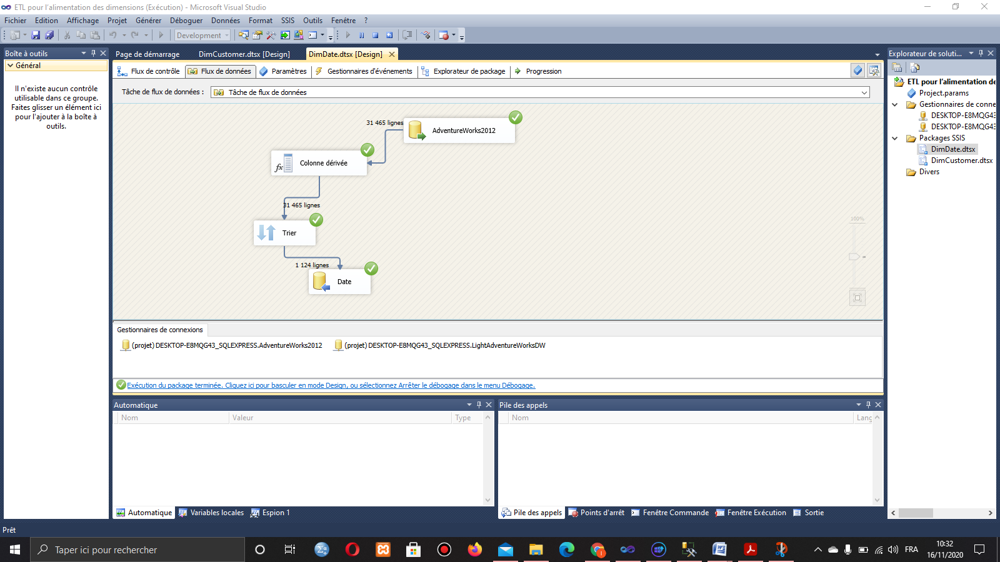 ETL pour l'alimentation des dimensions (Exécution) - Microsoft Visual Studio
Fichier Edition Affichage Projet Générer Déboguer Données Format SSIS Outils Fenêtre ?
Development
Boîte à outils
Général
Il n'existe aucun contrôle
utilisable dans ce groupe.
Faites glisser un élément ici
pour l'ajouter à la boîte à
outils.
Page de démarrage DimCustomer.dtsx [Design] DimDate.dtsx [Design]
Flux de contrôle Flux de données Paramètres Gestionnaires d'événements Explorateur de package Progression
Tâche de flux de données : Tâche de flux de données
31 465 lignes
AdventureWorks2012
Colonne dérivée
31 465 lignes
Trier
1 124 lignes
Date
100%
Gestionnaires de connexions
(projet) DESKTOP-E8MQG43_SQLEXPRESS.AdventureWorks2012 (projet) DESKTOP-E8MQG43_SQLEXPRESS.LightAdventureWorksDW
Exécution du package terminée. Cliquez ici pour basculer en mode Design, ou sélectionnez Arrêter le débogage dans le menu Débogage.
Automatique
Nom Valeur Type
Automatique Variables locales Espion 1
Pile des appels
Nom Lang
Pile des appels Points d'arrêt Fenêtre Commande Fenêtre Exécution Sortie
Explorateur de soluti...
ETL pour l'alimentation de
Project.params
Gestionnaires de conne
DESKTOP-E8MQG43
DESKTOP-E8MQG43
Packages SSIS
DimDate.dtsx
DimCustomer.dtsx
Divers
Prêt
Taper ici pour rechercher
FRA
10:32
16/11/2020